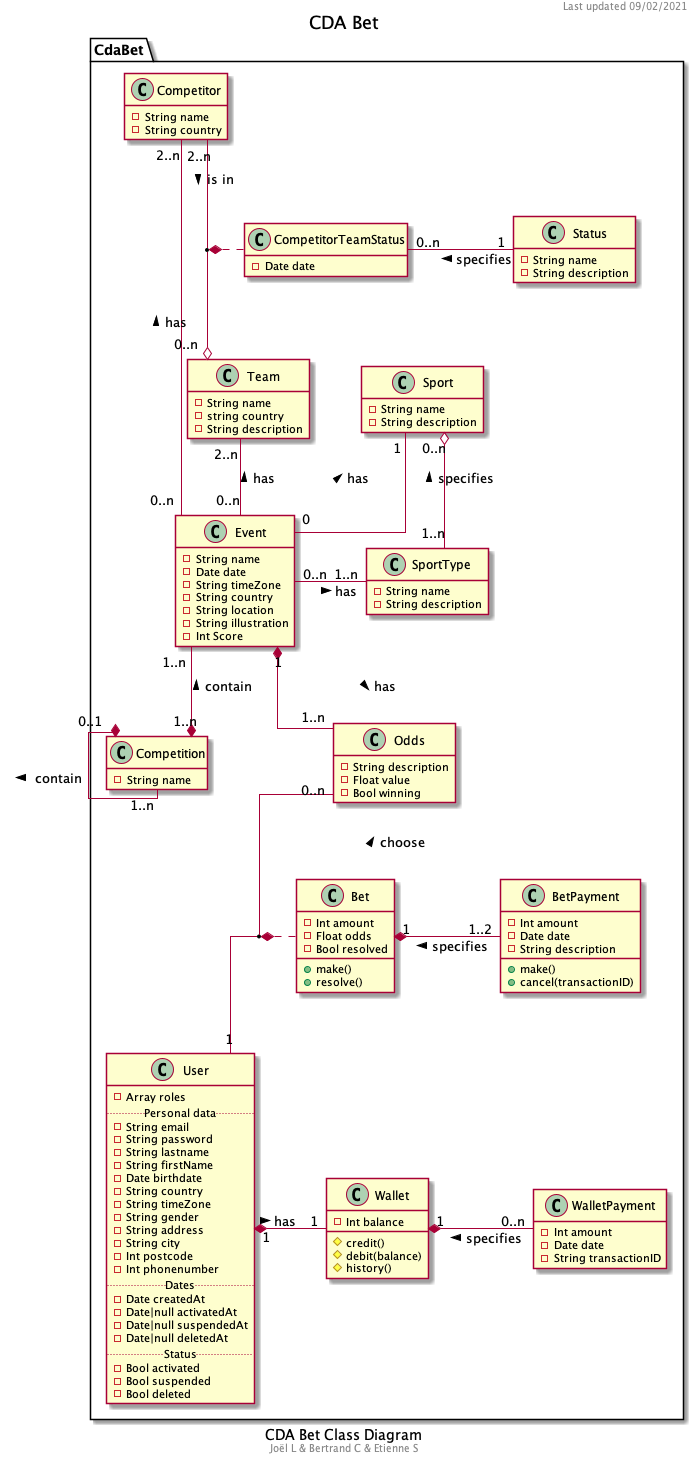 Last updated 09/02/2021
CDA Bet
CdaBet
C Competitor
String name
String country
2..n
2..n
is in
C CompetitorTeamStatus
Date date
0..n
1
specifies
C Status
String name
String description
has
0..n
C Team
String name
string country
String description
C Sport
String name
String description
2..n
has
1
has
0..n
specifies
0..n
0..n
0
1..n
C Event
String name
Date date
String timeZone
String country
String location
String illustration
Int Score
0..n
1..n
has
C SportType
String name
String description
1..n
1
contain
has
0..1
1..n
1..n
C Competition
String name
contain
1..n
C Odds
String description
Float value
Bool winning
0..n
choose
C Bet
Int amount
Float odds
Bool resolved
make()
resolve()
1
1..2
specifies
C BetPayment
Int amount
Date date
String description
make()
cancel(transactionID)
1
C User
Array roles
Personal data
String email
String password
String lastname
String firstName
Date birthdate
String country
String timeZone
String gender
String address
String city
Int postcode
Int phonenumber
Dates
Date createdAt
Date|null activatedAt
Date|null suspendedAt
Date|null deletedAt
Status
Bool activated
Bool suspended
Bool deleted
has
1
1
C Wallet
Int balance
credit()
debit(balance)
history()
1
0..n
specifies
C WalletPayment
Int amount
Date date
String transactionID
CDA Bet Class Diagram
Joël L & Bertrand C & Etienne S